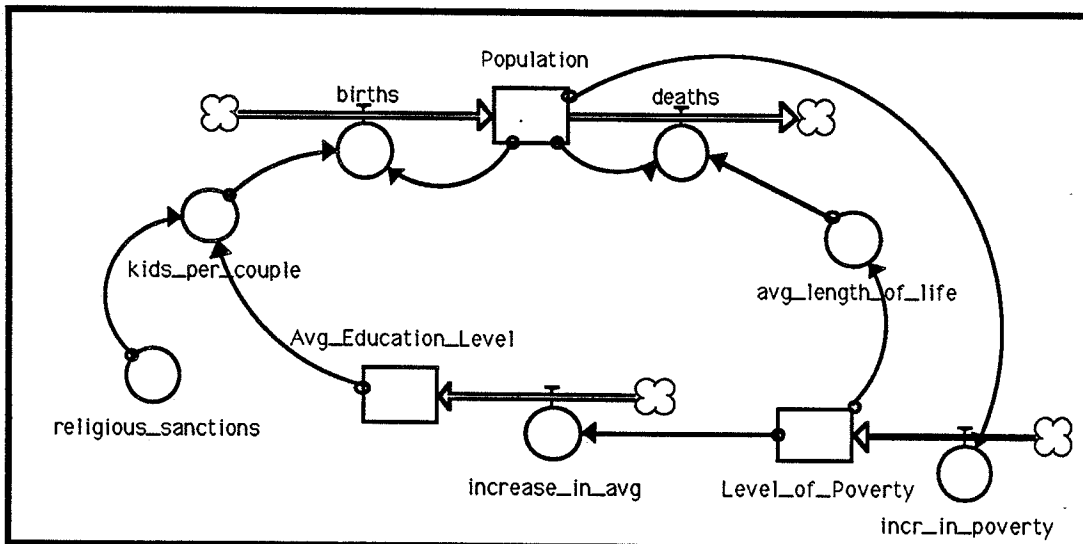 Population
births
deaths
kids_per_couple
avg_length_of_life
Avg_Education_Level
religious_sanctions
increase_in_avg
Level_of_Poverty
incr_in_poverty